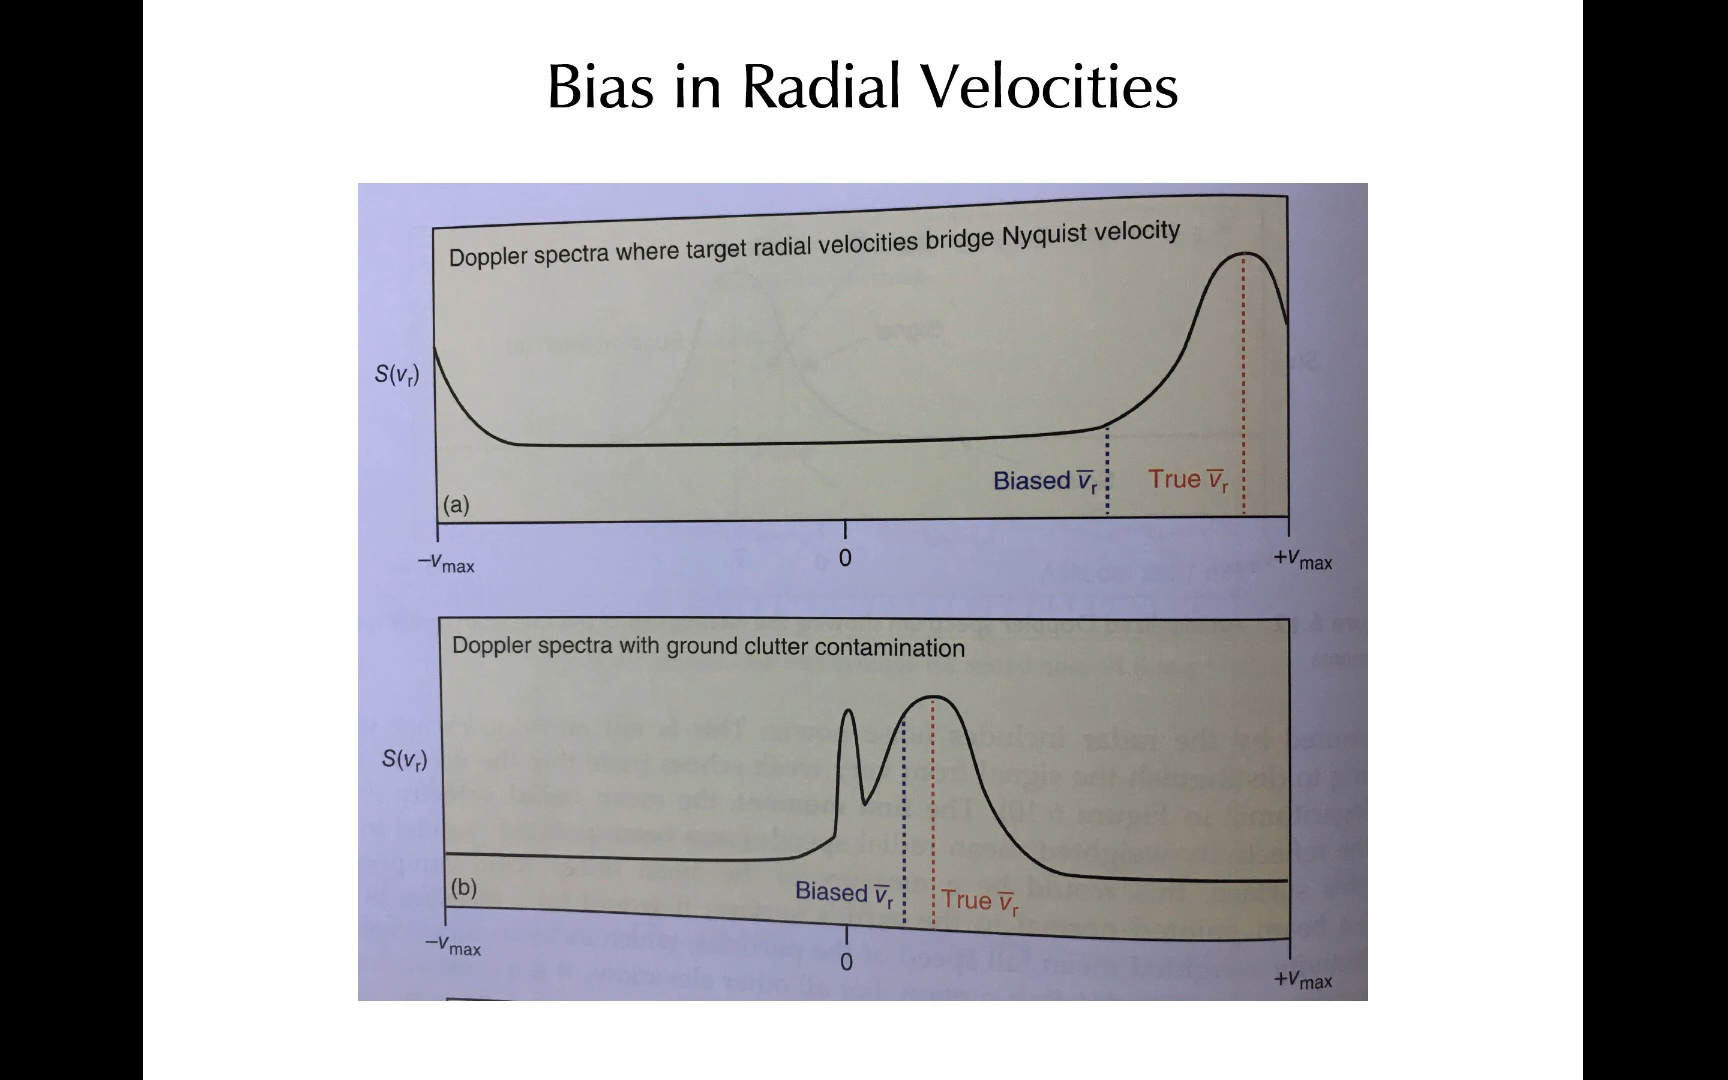 Bias in Radial Velocities
Doppler spectra where target radial velocities bridge Nyquist velocity
S(vr)
Biased v̅r
True v̅r
(a)
–vmax
0
+vmax
Doppler spectra with ground clutter contamination
S(vr)
(b)
Biased v̅r
True v̅r
–vmax
0
+vmax